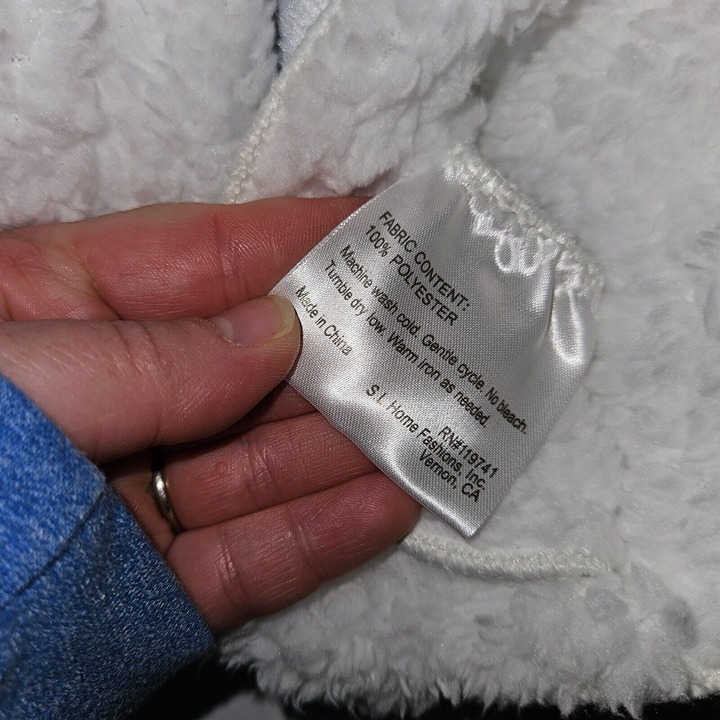 FABRIC CONTENT:
100% POLYESTER
Machine wash cold. Gentle cycle. No bleach.
Tumble dry low. Warm iron as needed.
Made in China
RN#119741
S.L. Home Fashions, Inc.
Vernon, CA